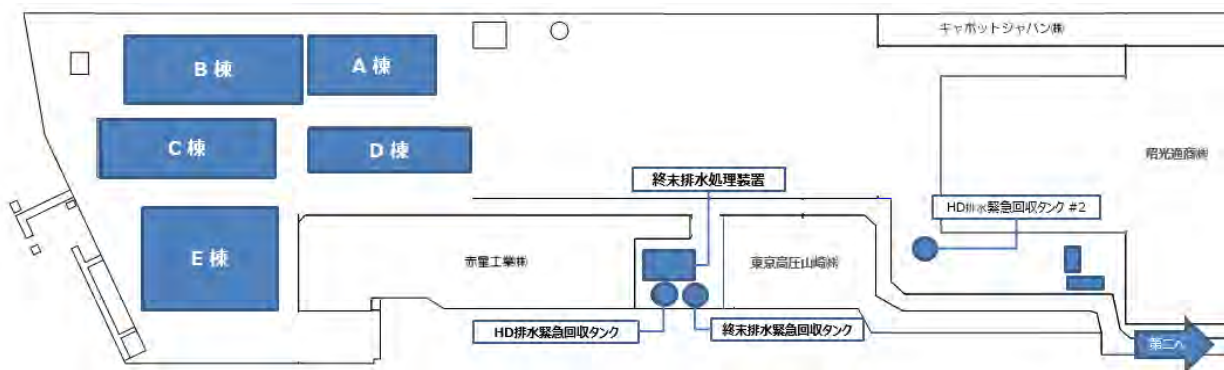 キャボットジャパン㈱
B 棟
A 棟
C 棟
D 棟
昭光通商㈱
終末排水処理装置
HD排水緊急回収タンク #2
E 棟
赤星工業㈱
東京高圧山崎㈱
HD排水緊急回収タンク
終末排水緊急回収タンク
第二へ